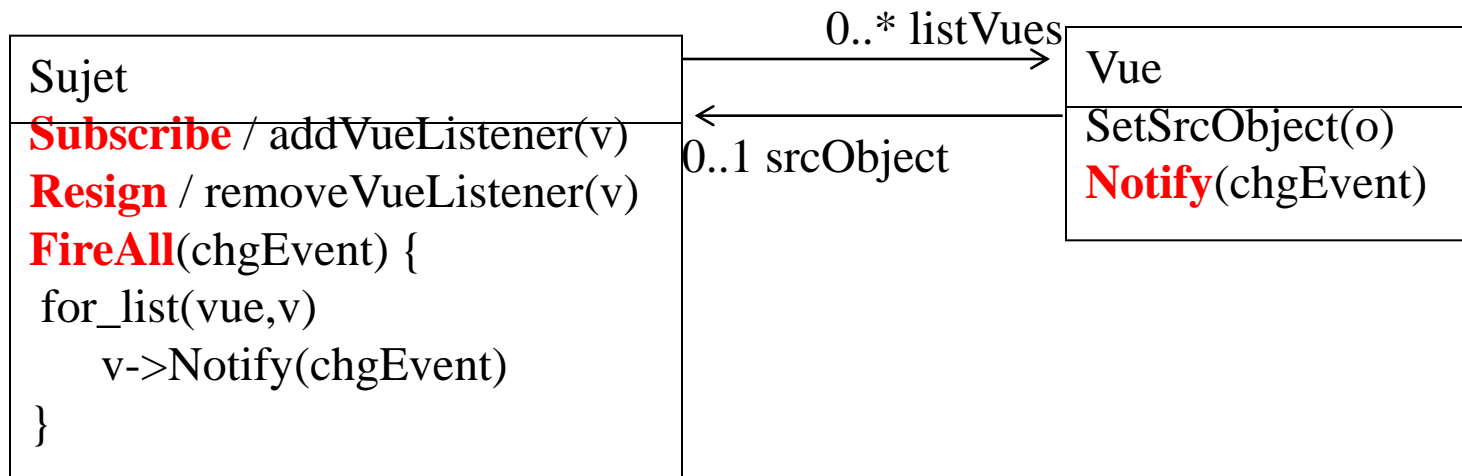 Sujet
Subscribe / addVueListener(v)
Resign / removeVueListener(v)
FireAll(chgEvent) {
for_list(vue,v)
v->Notify(chgEvent)
}
0..* listVues
0..1 srcObject
Vue
SetSrcObject(o)
Notify(chgEvent)